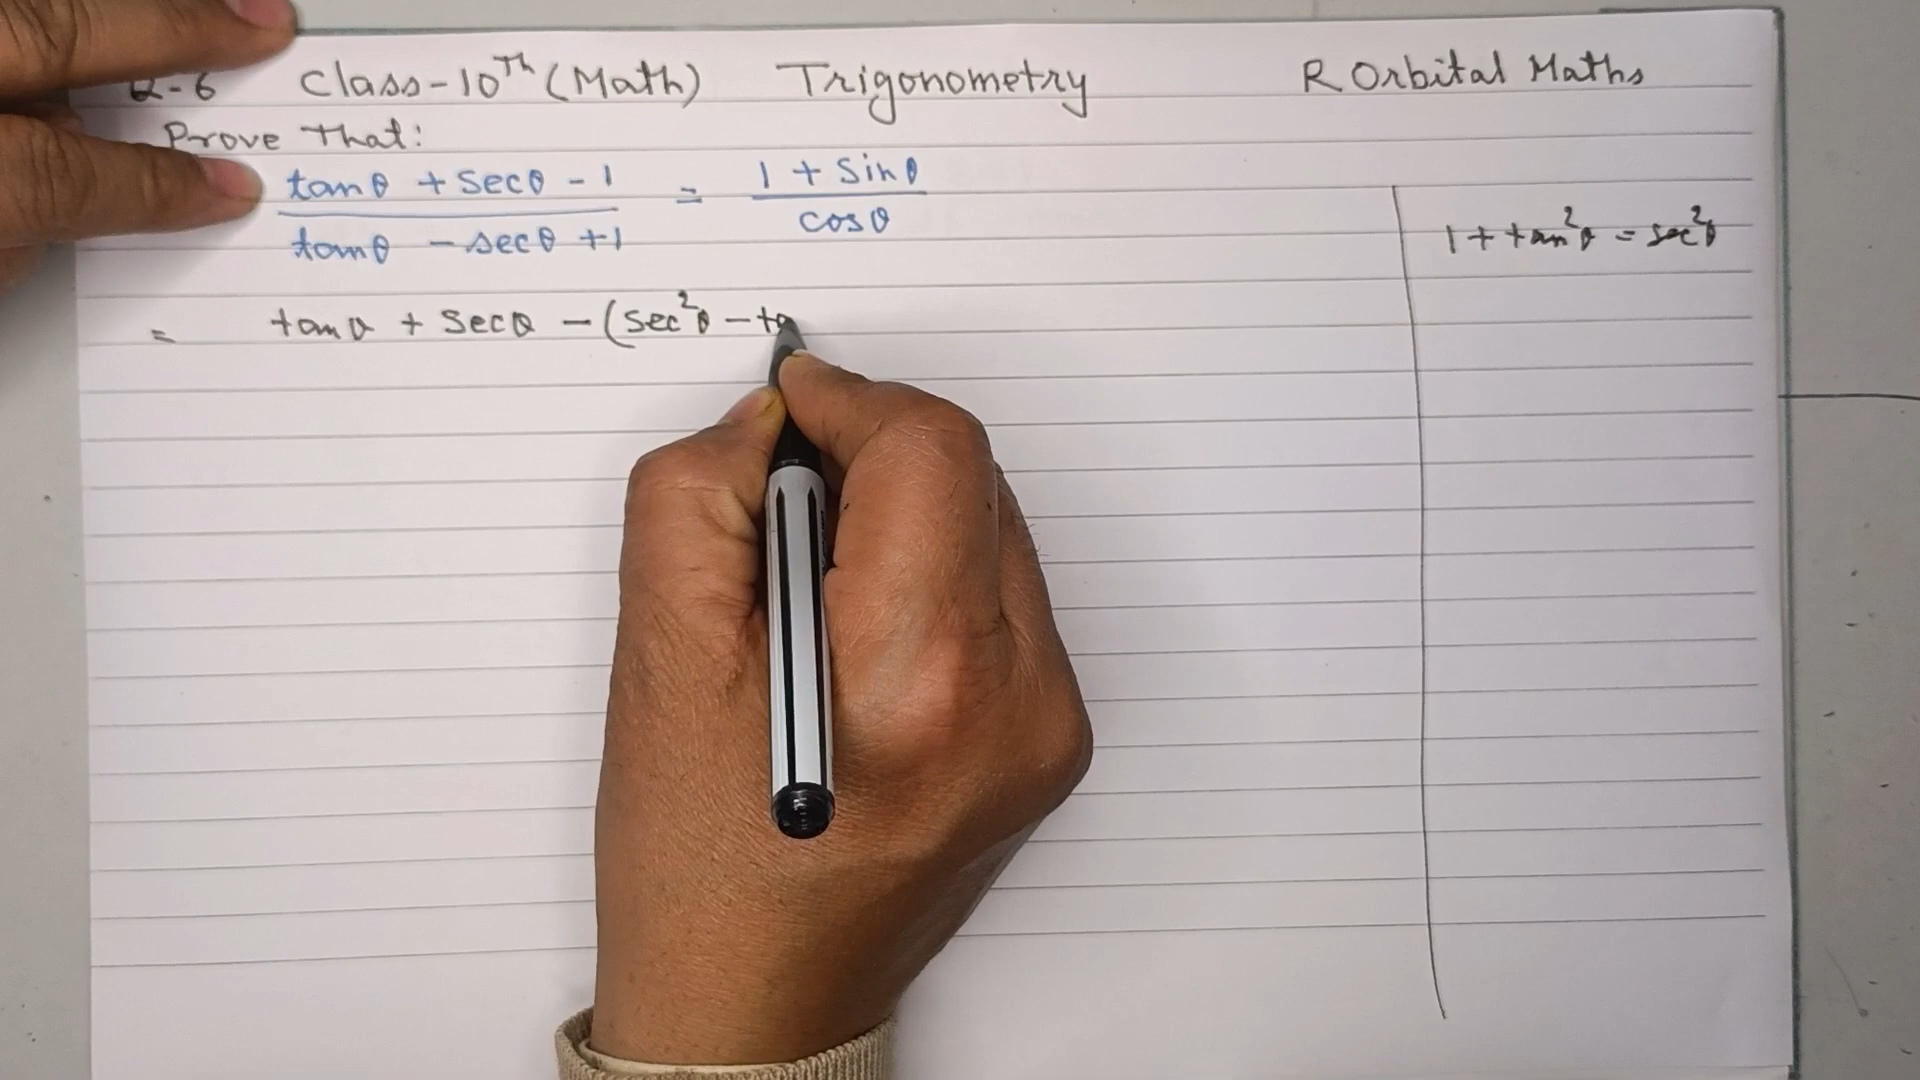 Q-6 Class-10Th (Math) Trigonometry R Orbital Maths
Prove That:
tanθ + secθ - 1 / tanθ - secθ + 1 = 1 + sinθ / cosθ
1 + tan²θ = sec²θ
= tanθ + secθ - (sec²θ - ta